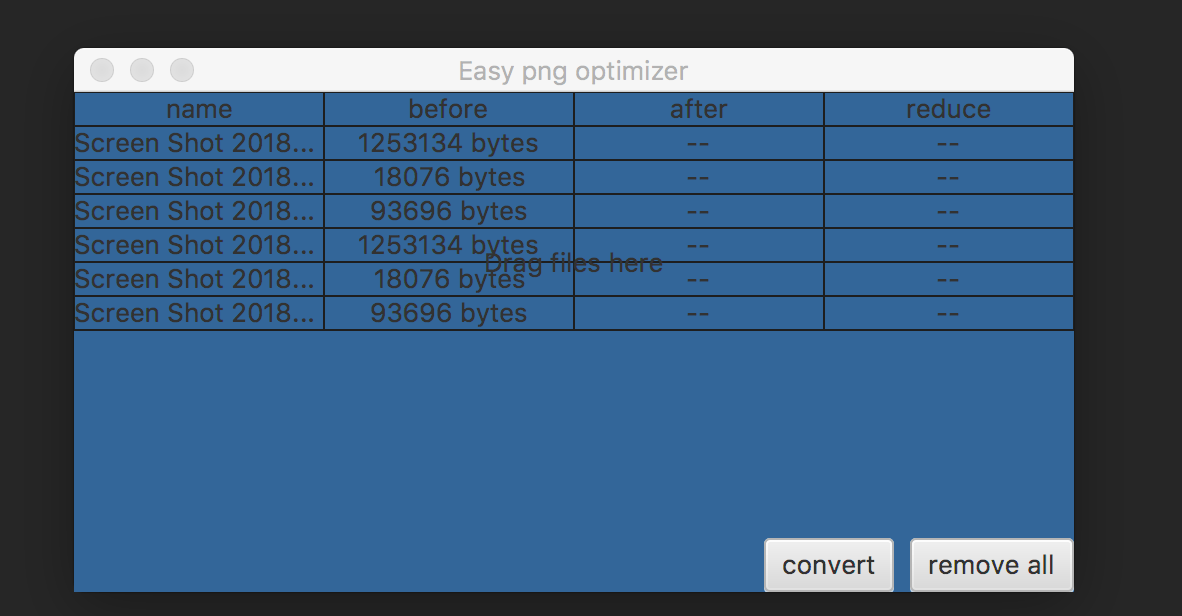 Easy png optimizer
name before after reduce
Screen Shot 2018... 1253134 bytes -- --
Screen Shot 2018... 18076 bytes -- --
Screen Shot 2018... 93696 bytes -- --
Screen Shot 2018... 1253134 bytes -- --
Drag files here
Screen Shot 2018... 18076 bytes -- --
Screen Shot 2018... 93696 bytes -- --
convert remove all